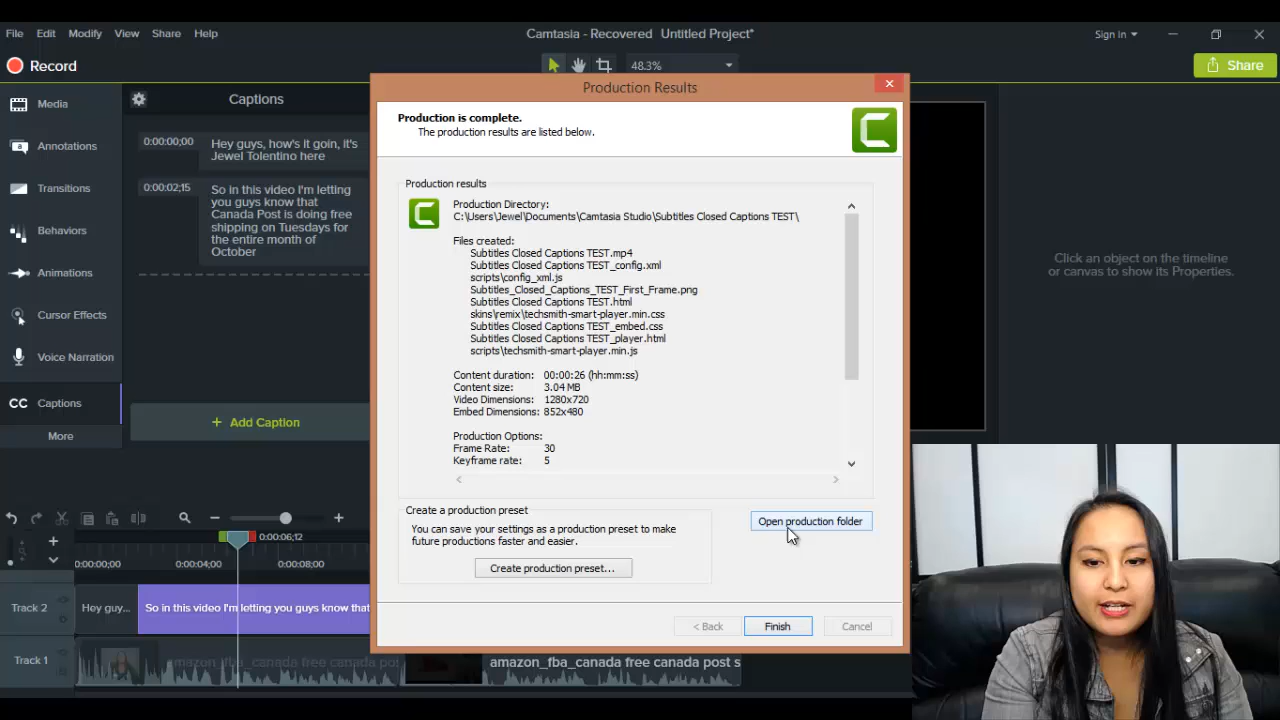 File Edit Modify View Share Help
Camtasia - Recovered Untitled Project*
Sign in
Record
48.3%
Share
Media
Annotations
Transitions
Behaviors
Animations
Cursor Effects
Voice Narration
CC Captions
More
Captions
0:00:00;00
Hey guys, how's it goin, it's
Jewel Tolentino here
0:00:02;15
So in this video I'm letting
you guys know that
Canada Post is doing free
shipping on Tuesdays for
the entire month of
October
+ Add Caption
Production Results
Production is complete.
The production results are listed below.
Production results
Production Directory:
C:\Users\Jewel\Documents\Camtasia Studio\Subtitles Closed Captions TEST\
Files created:
Subtitles Closed Captions TEST.mp4
Subtitles Closed Captions TEST_config.xml
scripts\config_xml.js
Subtitles_Closed_Captions_TEST_First_Frame.png
Subtitles Closed Captions TEST.html
skins\remix\techsmith-smart-player.min.css
Subtitles Closed Captions TEST_embed.css
Subtitles Closed Captions TEST_player.html
scripts\techsmith-smart-player.min.js
Content duration: 00:00:26 (hh:mm:ss)
Content size: 3.04 MB
Video Dimensions: 1280x720
Embed Dimensions: 852x480
Production Options:
Frame Rate: 30
Keyframe rate: 5
Create a production preset
You can save your settings as a production preset to make
future productions faster and easier.
Create production preset...
Open production folder
< Back
Finish
Cancel
Click an object on the timeline
or canvas to show its Properties.
0:00:06;12
0:00:00;00 0:00:04;00 0:00:08;00
Track 2
Hey guy...
So in this video I'm letting you guys know that
Track 1
amazon_fba_canada free canada pos
amazon_fba_canada free canada post s